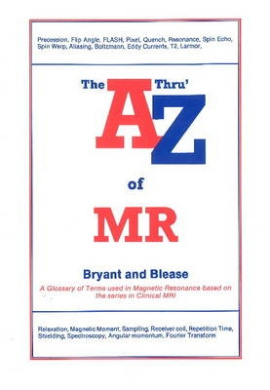 Precession, Flip Angle, FLASH, Pixel, Quench, Resonance, Spin Echo,
Spin Warp, Aliasing, Boltzmann, Eddy Currents, T2, Larmor,
The A Thru' Z
of
MR
Bryant and Blease
A Glossary of Terms used in Magnetic Resonance based on
the series in Clinical MRI
Relaxation, Magnetic Moment, Sampling, Receiver coil, Repetition Time,
Shielding, Spectroscopy, Angular momentum, Fourier Transform